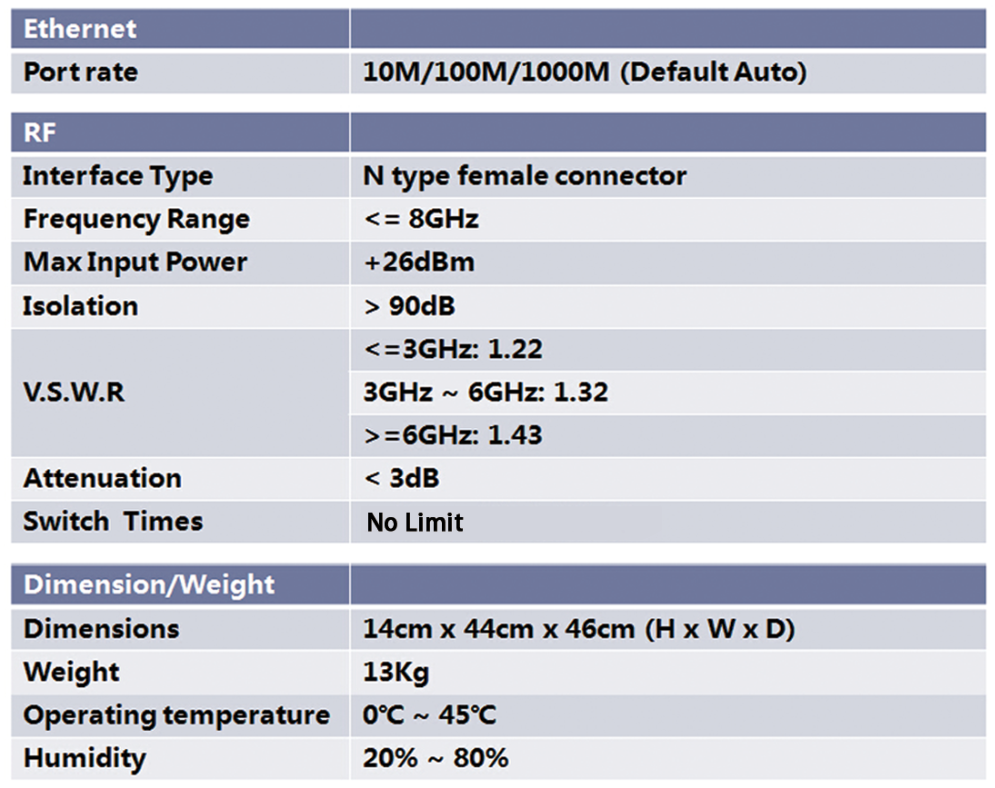 Ethernet
Port rate 10M/100M/1000M (Default Auto)
RF
Interface Type N type female connector
Frequency Range <= 8GHz
Max Input Power +26dBm
Isolation > 90dB
V.S.W.R <=3GHz: 1.22
3GHz ~ 6GHz: 1.32
>=6GHz: 1.43
Attenuation < 3dB
Switch Times No Limit
Dimension/Weight
Dimensions 14cm x 44cm x 46cm (H x W x D)
Weight 13Kg
Operating temperature 0℃ ~ 45℃
Humidity 20% ~ 80%